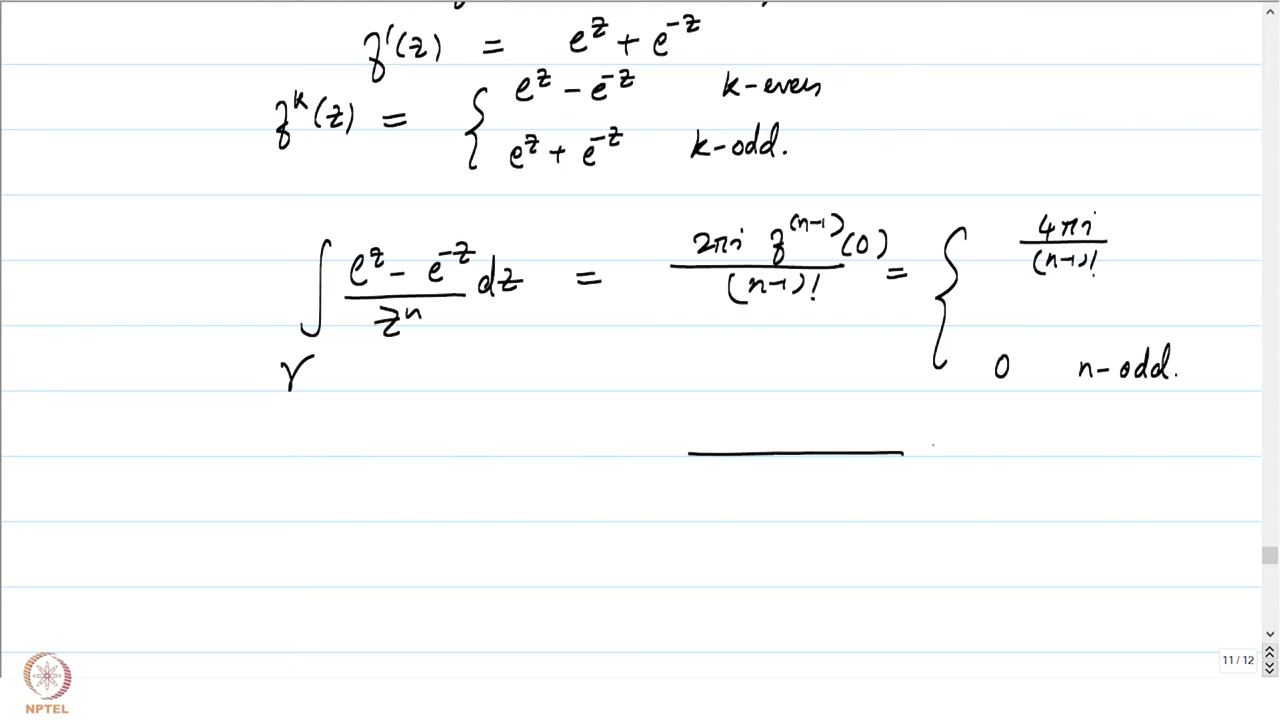 f'(z) = e^z + e^{-z}
f^k(z) = { e^z - e^{-z} k-even
e^z + e^{-z} k-odd.
∫_γ (e^z - e^{-z})/z^n dz = 2πi f^{(n-1)}(0)/(n-1)! = { 4πi/(n-1)!
0 n-odd.
11 / 12
NPTEL